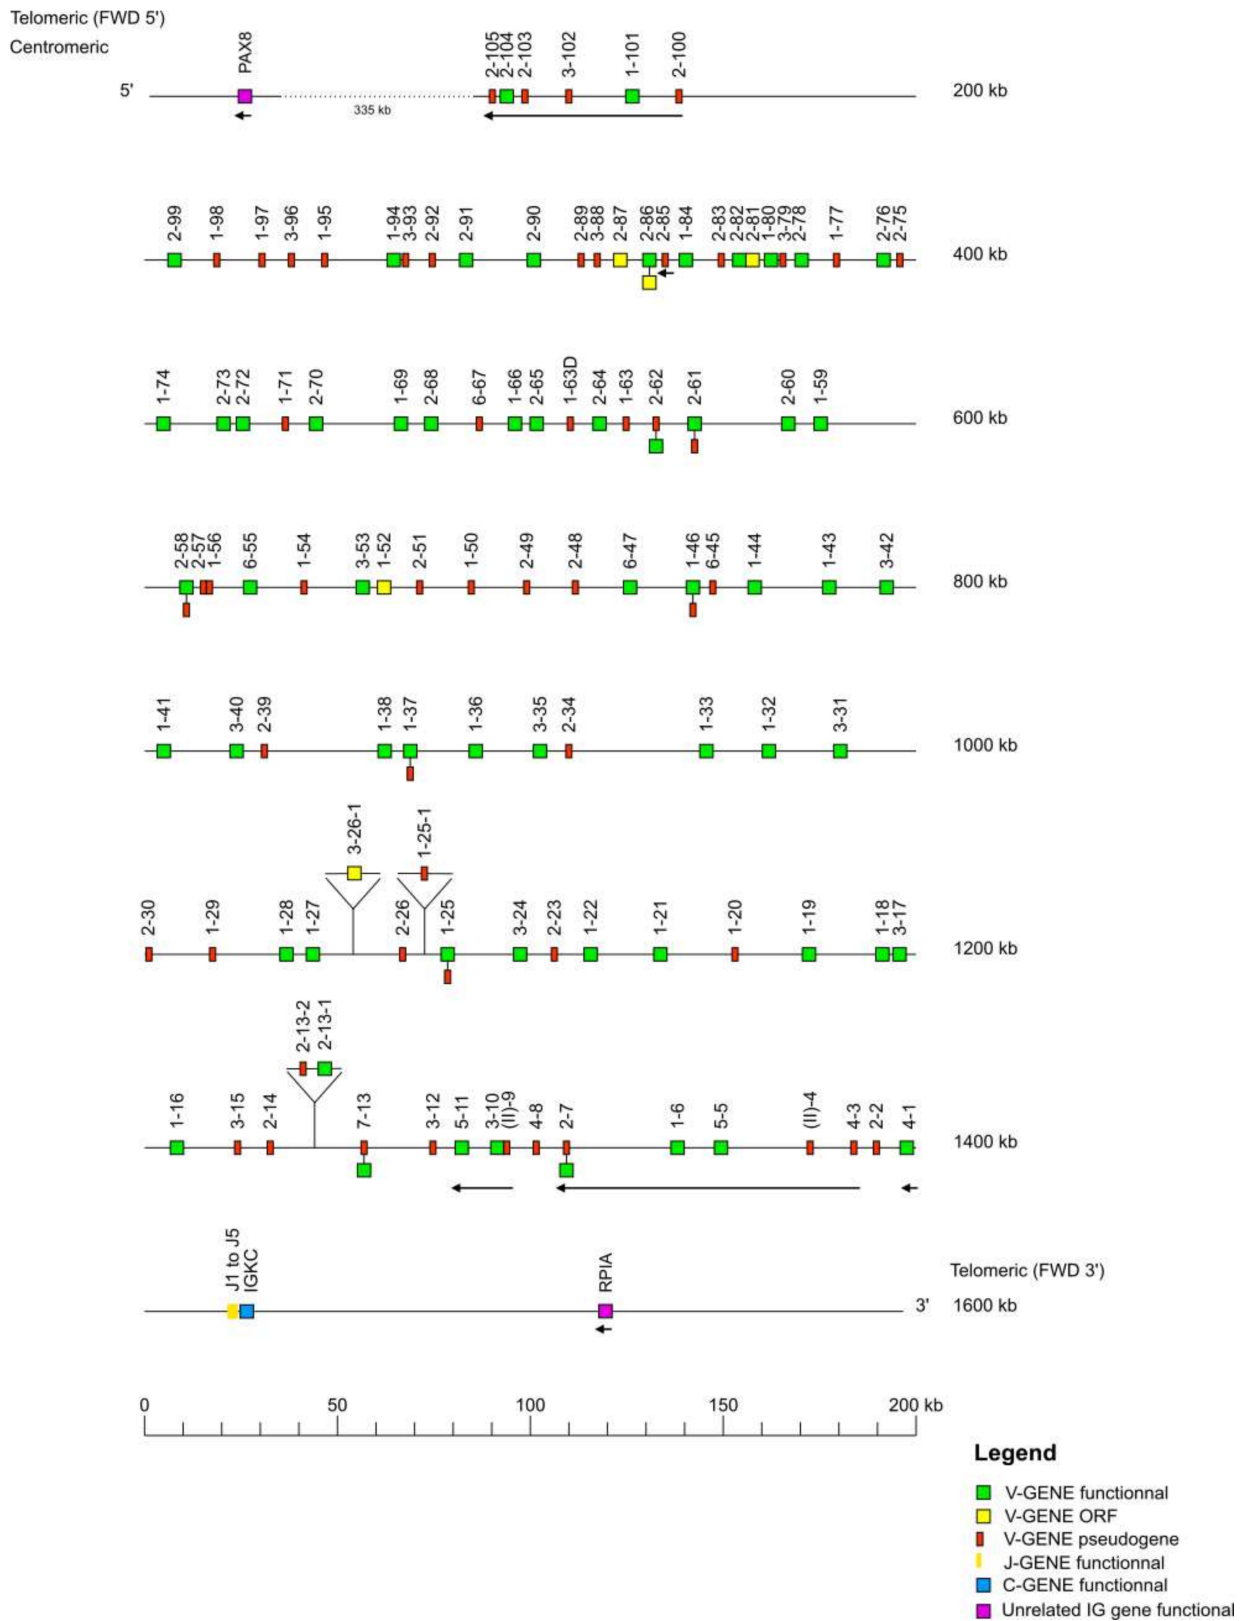 Telomeric (FWD 5')
Centromeric
PAX8 2-105 2-104 2-103 3-102 1-101 2-100
5' 335 kb 200 kb
2-99 1-98 1-97 3-96 1-95 1-94 3-93 2-92 2-91 2-90 2-89 3-88 2-87 2-86 2-85 1-84 2-83 2-82 2-81 1-80 3-79 2-78 1-77 2-76 2-75
400 kb
1-74 2-73 2-72 1-71 2-70 1-69 2-68 6-67 1-66 2-65 1-63D 2-64 1-63 2-62 2-61 2-60 1-59
600 kb
2-58 2-57 1-56 6-55 1-54 3-53 1-52 2-51 1-50 2-49 2-48 6-47 1-46 6-45 1-44 1-43 3-42
800 kb
1-41 3-40 2-39 1-38 1-37 1-36 3-35 2-34 1-33 1-32 3-31
1000 kb
3-26-1 1-25-1
2-30 1-29 1-28 1-27 2-26 1-25 3-24 2-23 1-22 1-21 1-20 1-19 1-18 3-17
1200 kb
2-13-2 2-13-1
1-16 3-15 2-14 7-13 3-12 5-11 3-10 (II)-9 4-8 2-7 1-6 5-5 (II)-4 4-3 2-2 4-1
1400 kb
J1 to J5 IGKC RPIA
Telomeric (FWD 3')
3' 1600 kb
0 50 100 150 200 kb
Legend
V-GENE functionnal
V-GENE ORF
V-GENE pseudogene
J-GENE functionnal
C-GENE functionnal
Unrelated IG gene functional